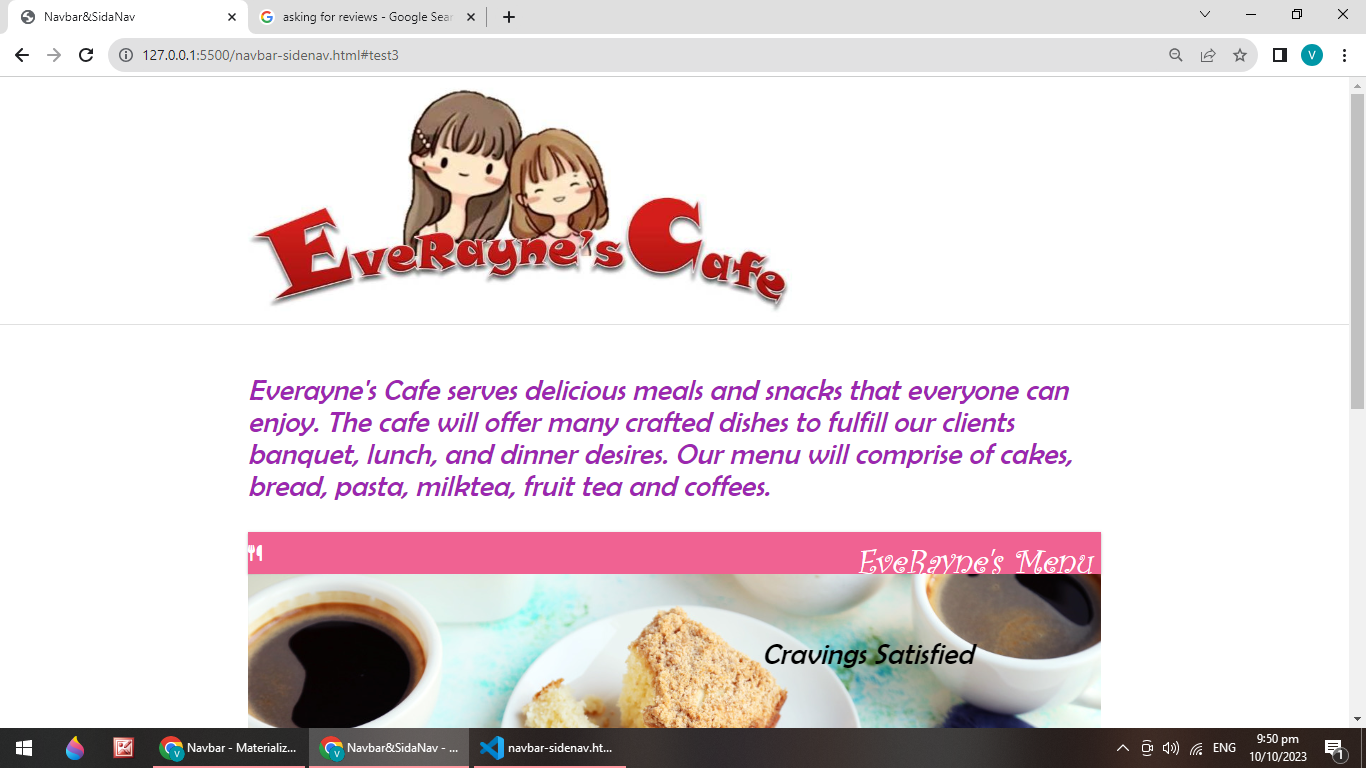 Navbar&SidaNav
asking for reviews - Google Sear
127.0.0.1:5500/navbar-sidenav.html#test3
V
EveRayne's Cafe
Everayne's Cafe serves delicious meals and snacks that everyone can
enjoy. The cafe will offer many crafted dishes to fulfill our clients
banquet, lunch, and dinner desires. Our menu will comprise of cakes,
bread, pasta, milktea, fruit tea and coffees.
EveRayne's Menu
Cravings Satisfied
Navbar - Materializ...
Navbar&SidaNav - ...
navbar-sidenav.ht...
ENG
9:50 pm
10/10/2023
1